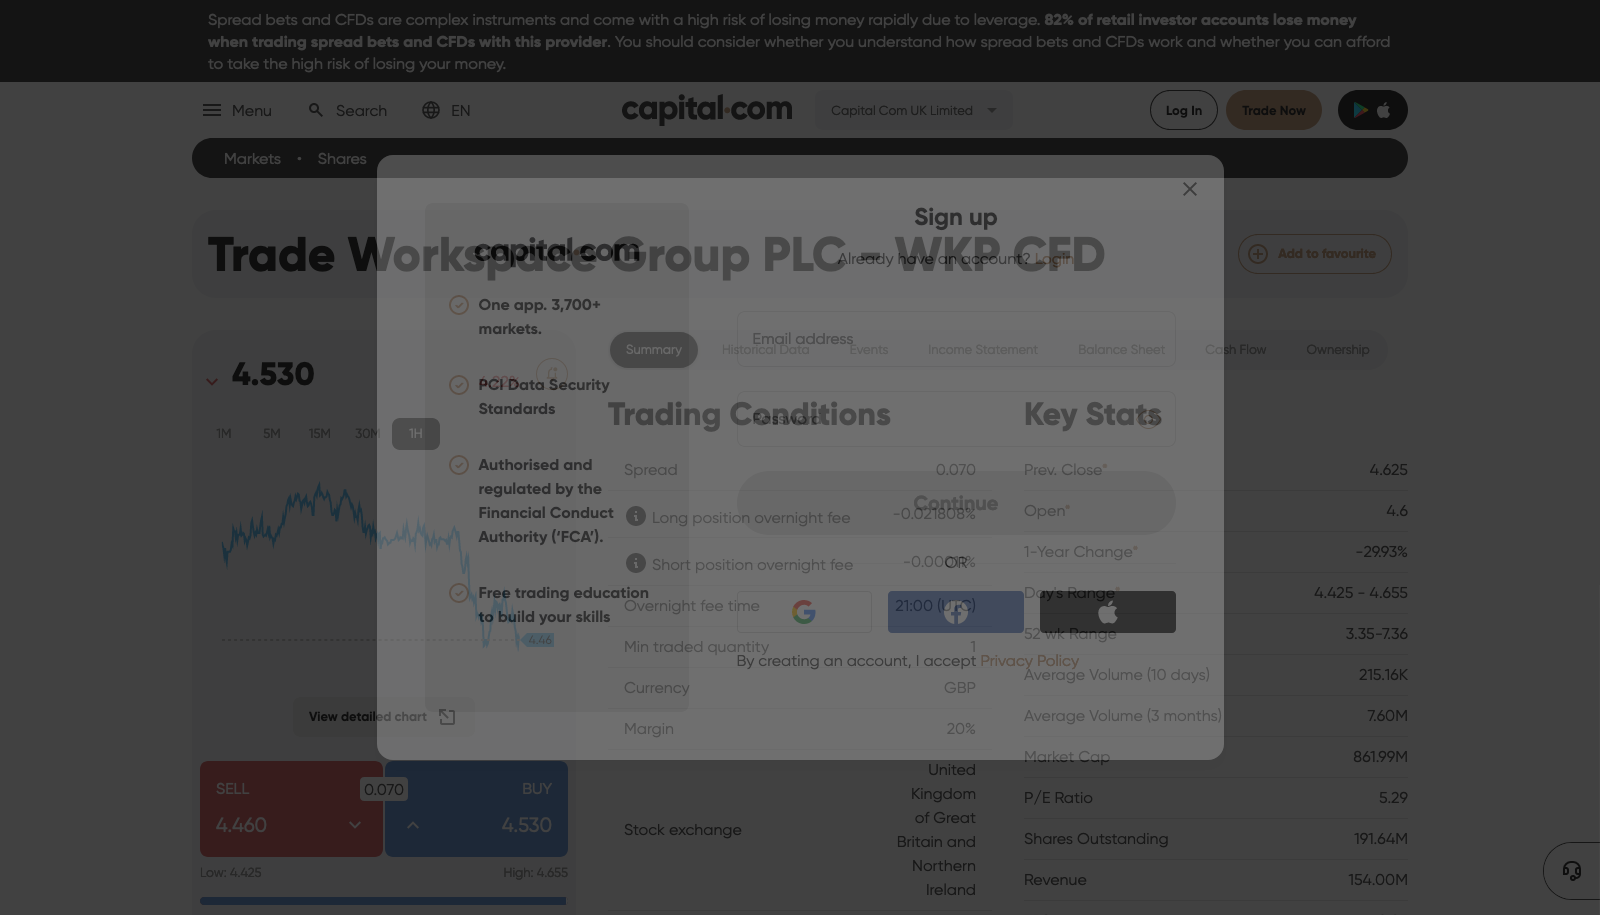 Spread bets and CFDs are complex instruments and come with a high risk of losing money rapidly due to leverage. 82% of retail investor accounts lose money
when trading spread bets and CFDs with this provider. You should consider whether you understand how spread bets and CFDs work and whether you can afford
to take the high risk of losing your money.
Menu
Search
EN
capital.com
Capital Com UK Limited
Log In
Trade Now
Markets • Shares
Trade Workspace Group PLC - WKP CFD
Add to favourite
Sign up
Already have an account? Login
capital.com
One app. 3,700+
markets.
PCI Data Security
Standards
Authorised and
regulated by the
Financial Conduct
Authority (‘FCA’).
Free trading education
to build your skills
Email address
Password
Continue
OR
By creating an account, I accept Privacy Policy
4.530
1M 5M 15M 30M 1H
4.46
View detailed chart
SELL
4.460
0.070
BUY
4.530
Low: 4.425
High: 4.655
Summary
Historical Data
Events
Income Statement
Balance Sheet
Cash Flow
Ownership
Trading Conditions
Spread 0.070
Long position overnight fee -0.021808%
Short position overnight fee
Overnight fee time 21:00 (UTC)
Min traded quantity 1
Currency GBP
Margin 20%
Stock exchange
United
Kingdom
of Great
Britain and
Northern
Ireland
Key Stats
Prev. Close* 4.625
Open* 4.6
1-Year Change* -29.93%
Day's Range* 4.425 - 4.655
52 wk Range 3.35-7.36
Average Volume (10 days) 215.16K
Average Volume (3 months) 7.60M
Market Cap 861.99M
P/E Ratio 5.29
Shares Outstanding 191.64M
Revenue 154.00M